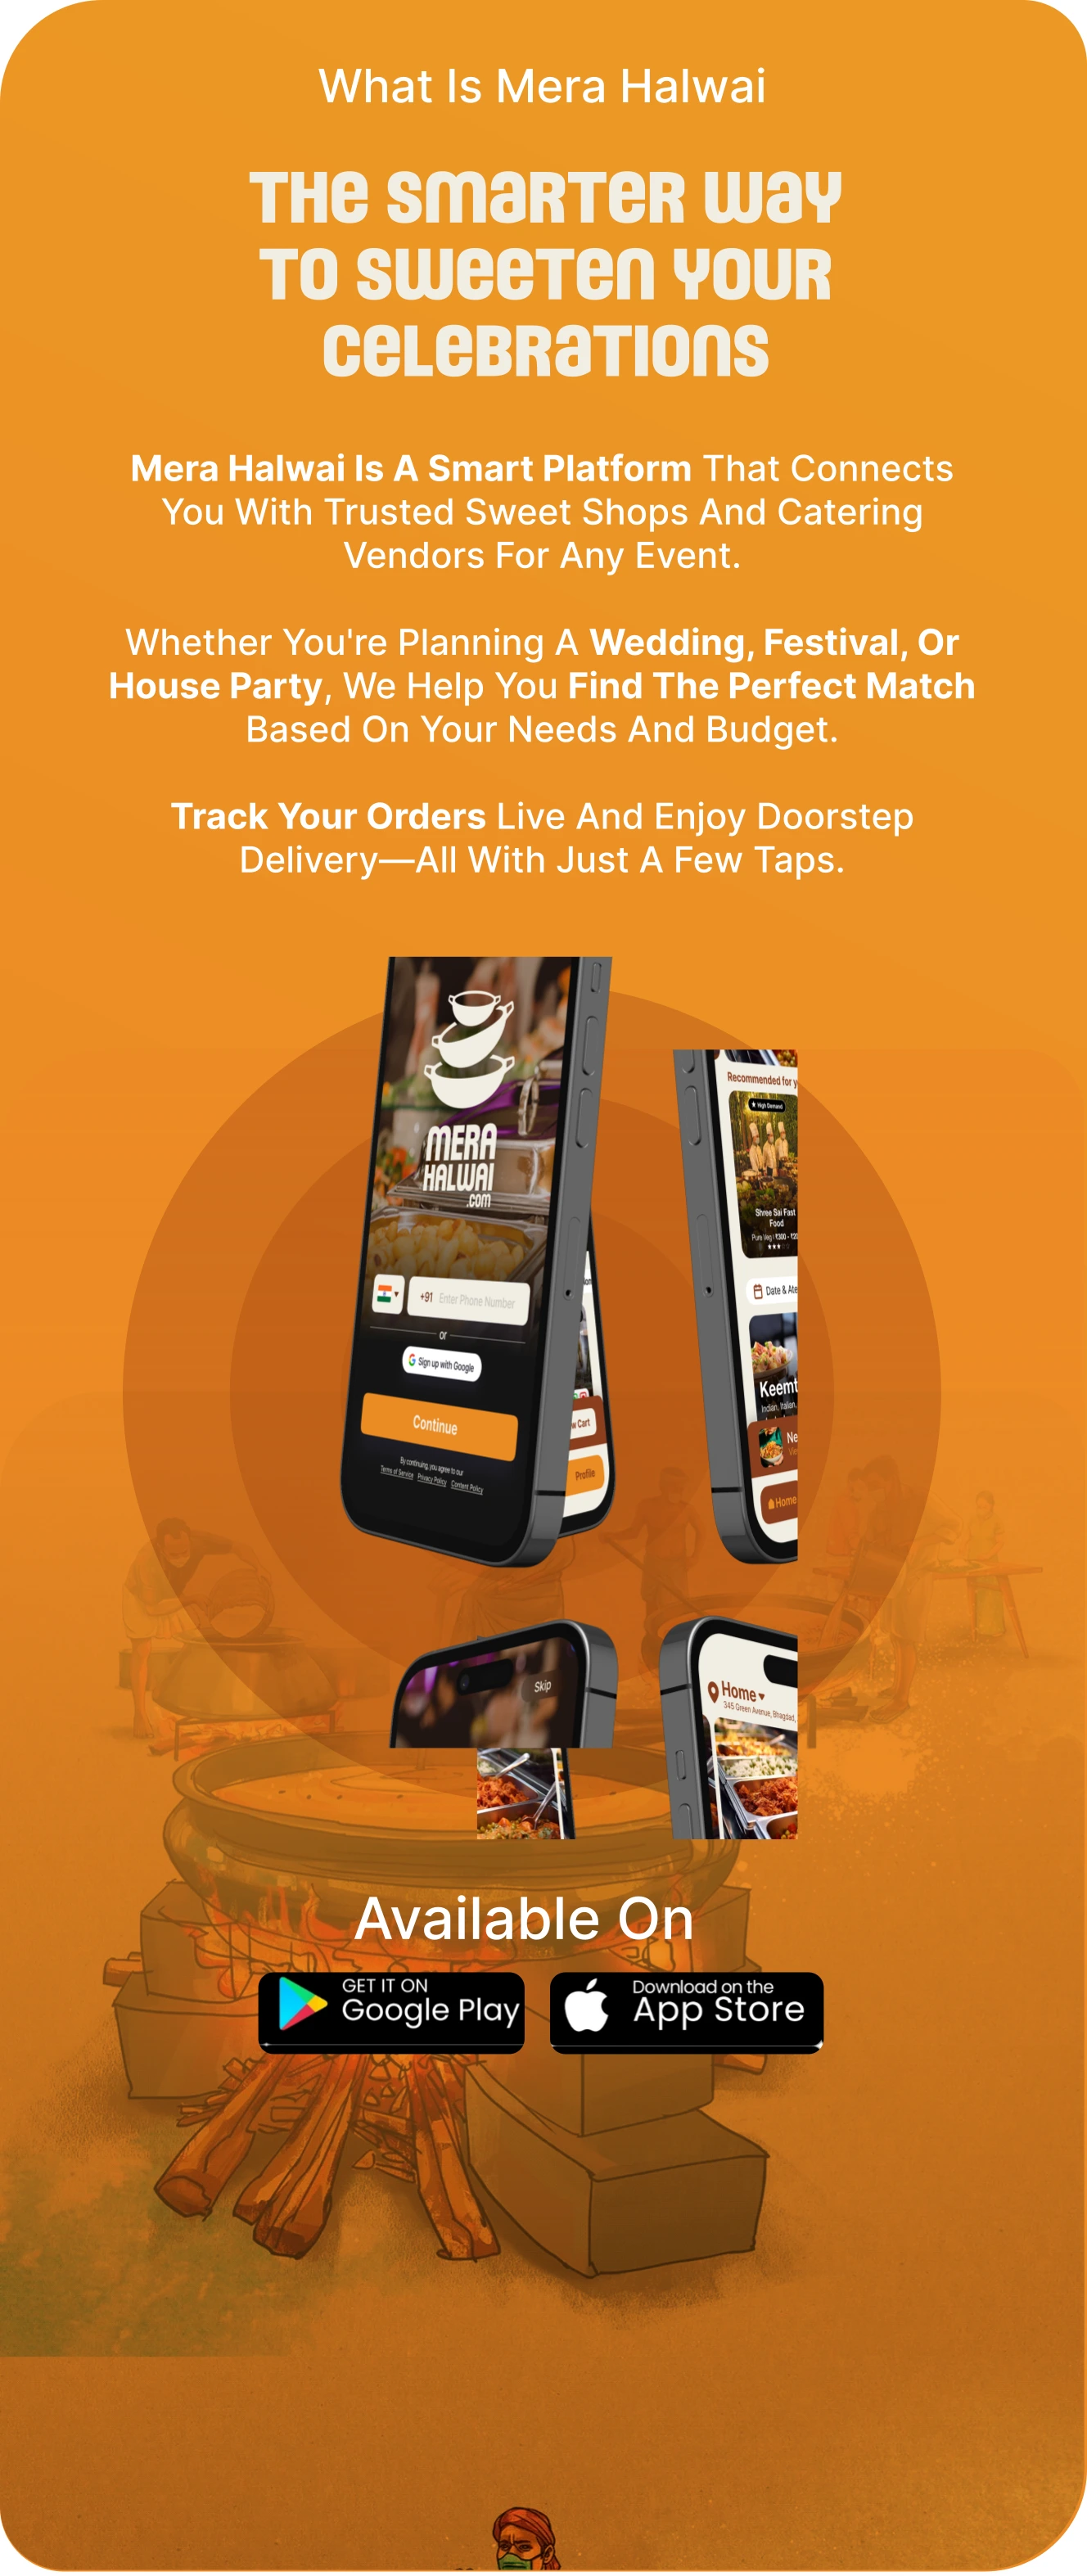 What Is Mera Halwai
THE SMARTER WAY
TO SWEETEN YOUR
CELEBRATIONS
Mera Halwai Is A Smart Platform That Connects
You With Trusted Sweet Shops And Catering
Vendors For Any Event.
Whether You're Planning A Wedding, Festival, Or
House Party, We Help You Find The Perfect Match
Based On Your Needs And Budget.
Track Your Orders Live And Enjoy Doorstep
Delivery—All With Just A Few Taps.
MERA
HALWAI
.com
+91 Enter Phone Number
or
Sign up with Google
Continue
By continuing, you agree to our
Terms of Service Privacy Policy Content Policy
Cart
Profile
Recommended for
High Demand
Shree Sai Fast
Food
Pure Veg
Date &
Keemt
Indian, Italian,
Home
Skip
Home
345 Green Avenue,
Available On
GET IT ON
Google Play
Download on the
App Store